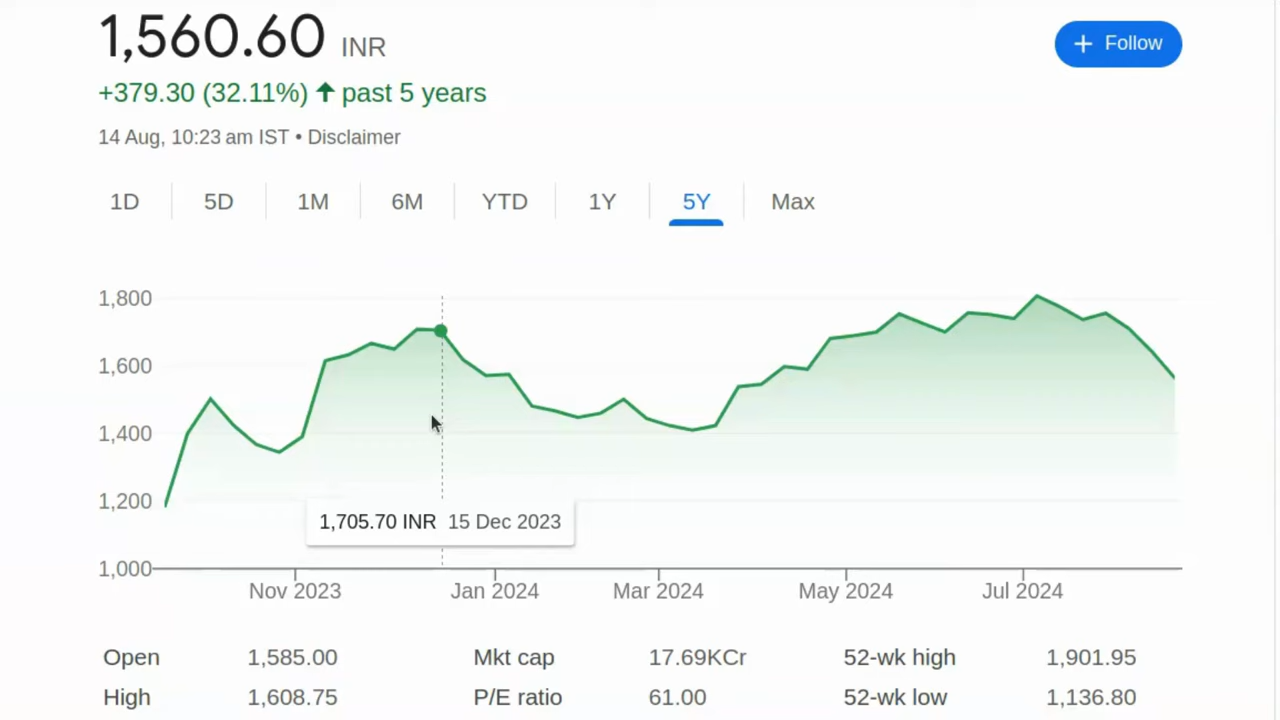 1,560.60 INR
+ Follow
+379.30 (32.11%) ↑ past 5 years
14 Aug, 10:23 am IST • Disclaimer
1D 5D 1M 6M YTD 1Y 5Y Max
1,800
1,600
1,400
1,200
1,705.70 INR 15 Dec 2023
1,000
Nov 2023 Jan 2024 Mar 2024 May 2024 Jul 2024
Open 1,585.00 Mkt cap 17.69KCr 52-wk high 1,901.95
High 1,608.75 P/E ratio 61.00 52-wk low 1,136.80